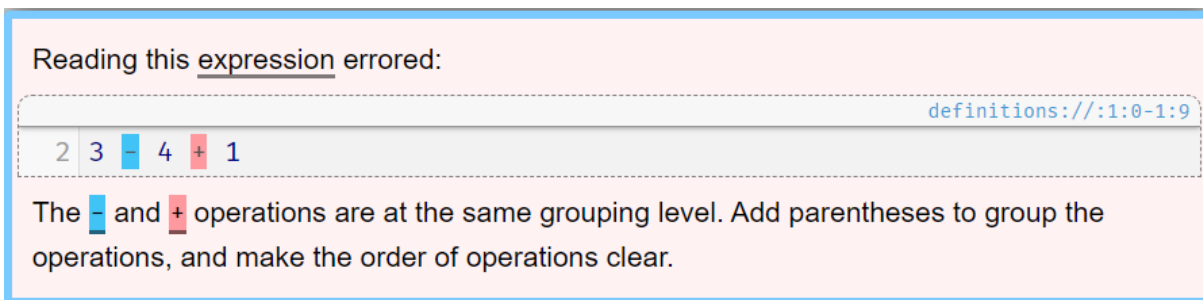 Reading this expression errored:
definitions://:1:0-1:9
2 3 - 4 + 1
The - and + operations are at the same grouping level. Add parentheses to group the
operations, and make the order of operations clear.